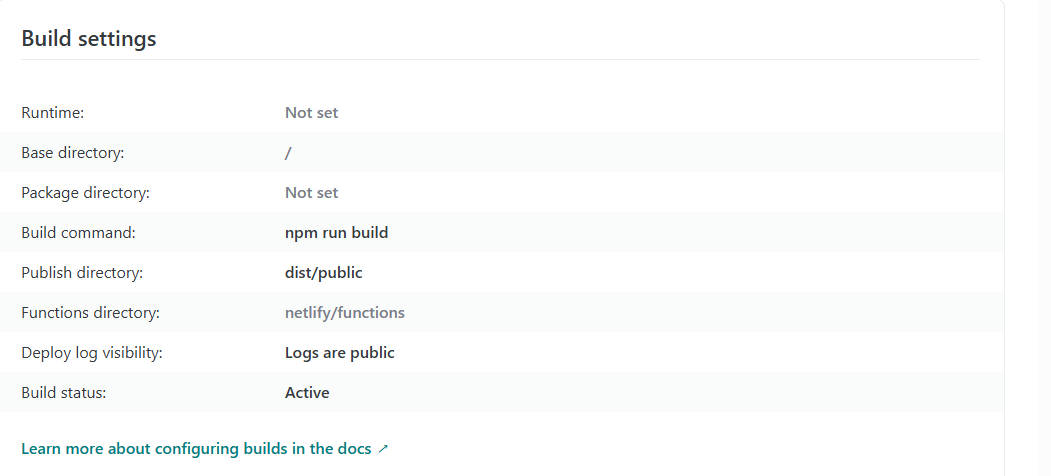 Build settings
Runtime: Not set
Base directory: /
Package directory: Not set
Build command: npm run build
Publish directory: dist/public
Functions directory: netlify/functions
Deploy log visibility: Logs are public
Build status: Active
Learn more about configuring builds in the docs ↗